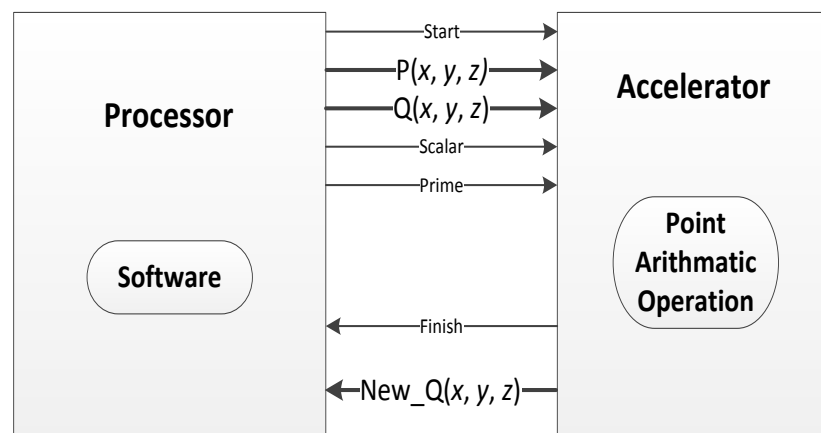 Start
P(x, y, z)
Q(x, y, z)
Scalar
Prime
Processor
Accelerator
Software
Point
Arithmatic
Operation
Finish
New_Q(x, y, z)